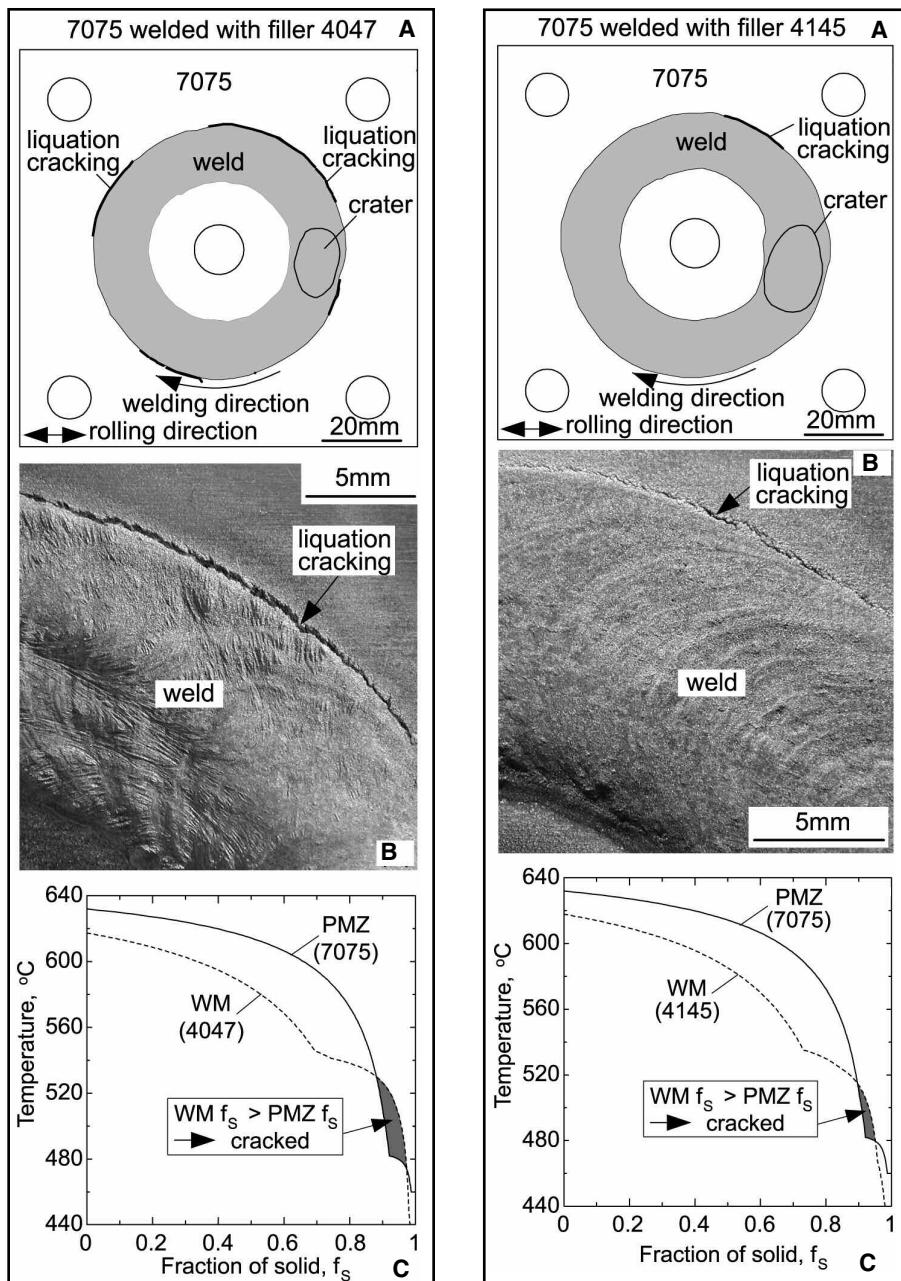 7075 welded with filler 4047
A
7075
liquation
cracking
weld
liquation
cracking
crater
welding direction
rolling direction
20mm
5mm
liquation
cracking
weld
B
640
600
560
520
480
440
Temperature, °C
PMZ
(7075)
WM
(4047)
WM fS > PMZ fS
cracked
0 0.2 0.4 0.6 0.8 1
Fraction of solid, fS
C
7075 welded with filler 4145
A
7075
weld
liquation
cracking
crater
welding direction
rolling direction
20mm
B
liquation
cracking
weld
5mm
640
600
560
520
480
440
Temperature, °C
PMZ
(7075)
WM
(4145)
WM fS > PMZ fS
cracked
0 0.2 0.4 0.6 0.8 1
Fraction of solid, fS
C